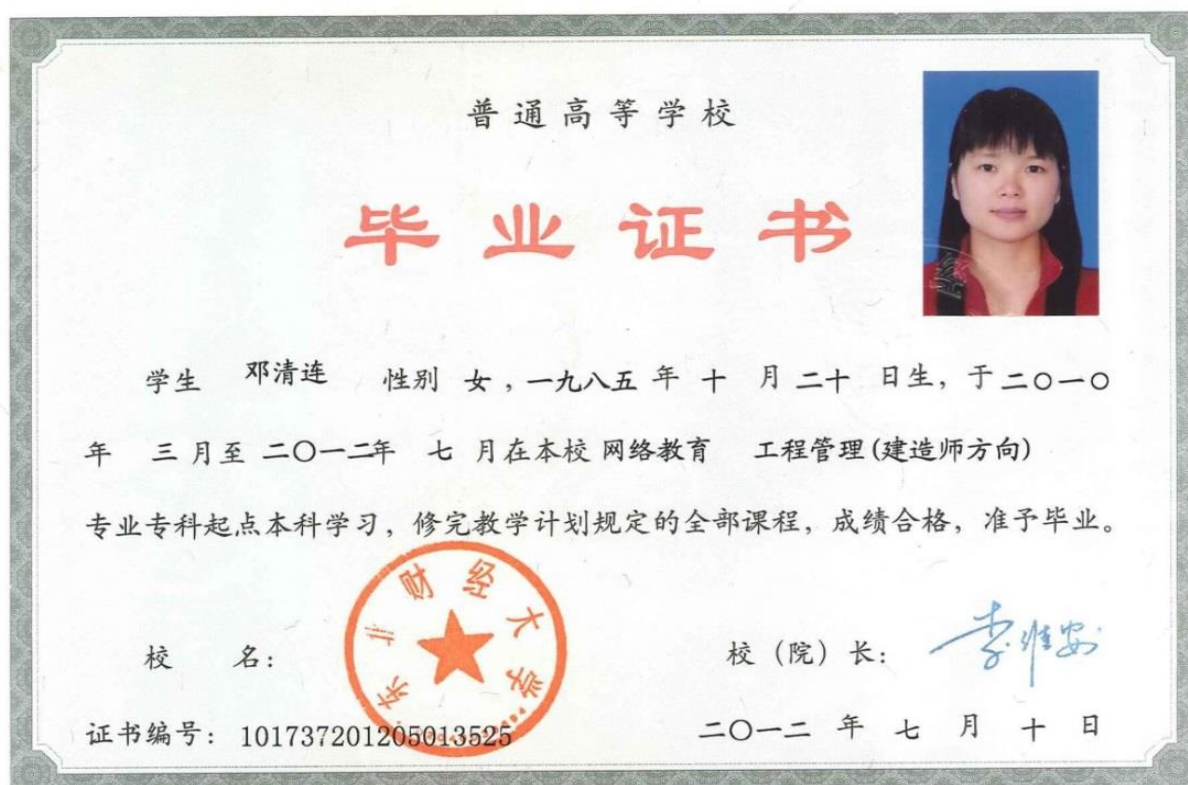 普通高等学校
毕业证书
学生 邓清连 性别 女，一九八五 年 十 月 二十 日生，于 二〇一〇
年 三 月至 二〇一二年 七 月在本校 网络教育 工程管理(建造师方向)
专业专科起点本科学习，修完教学计划规定的全部课程，成绩合格，准予毕业。
东北财经大学
校 名：
校（院）长：李维安
证书编号：101737201205013525
二〇一二 年 七 月 十 日